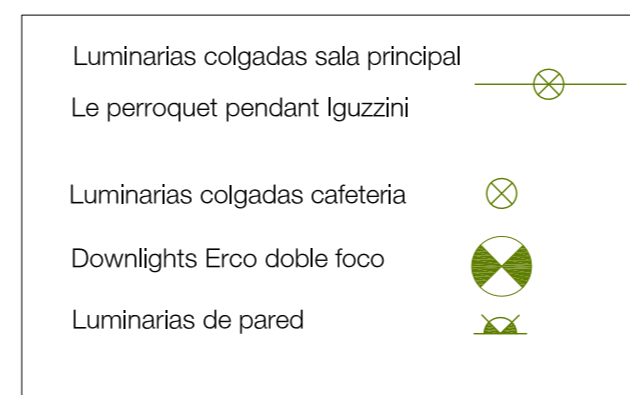 Luminarias colgadas sala principal
Le perroquet pendant Iguzzini
Luminarias colgadas cafeteria
Downlights Erco doble foco
Luminarias de pared